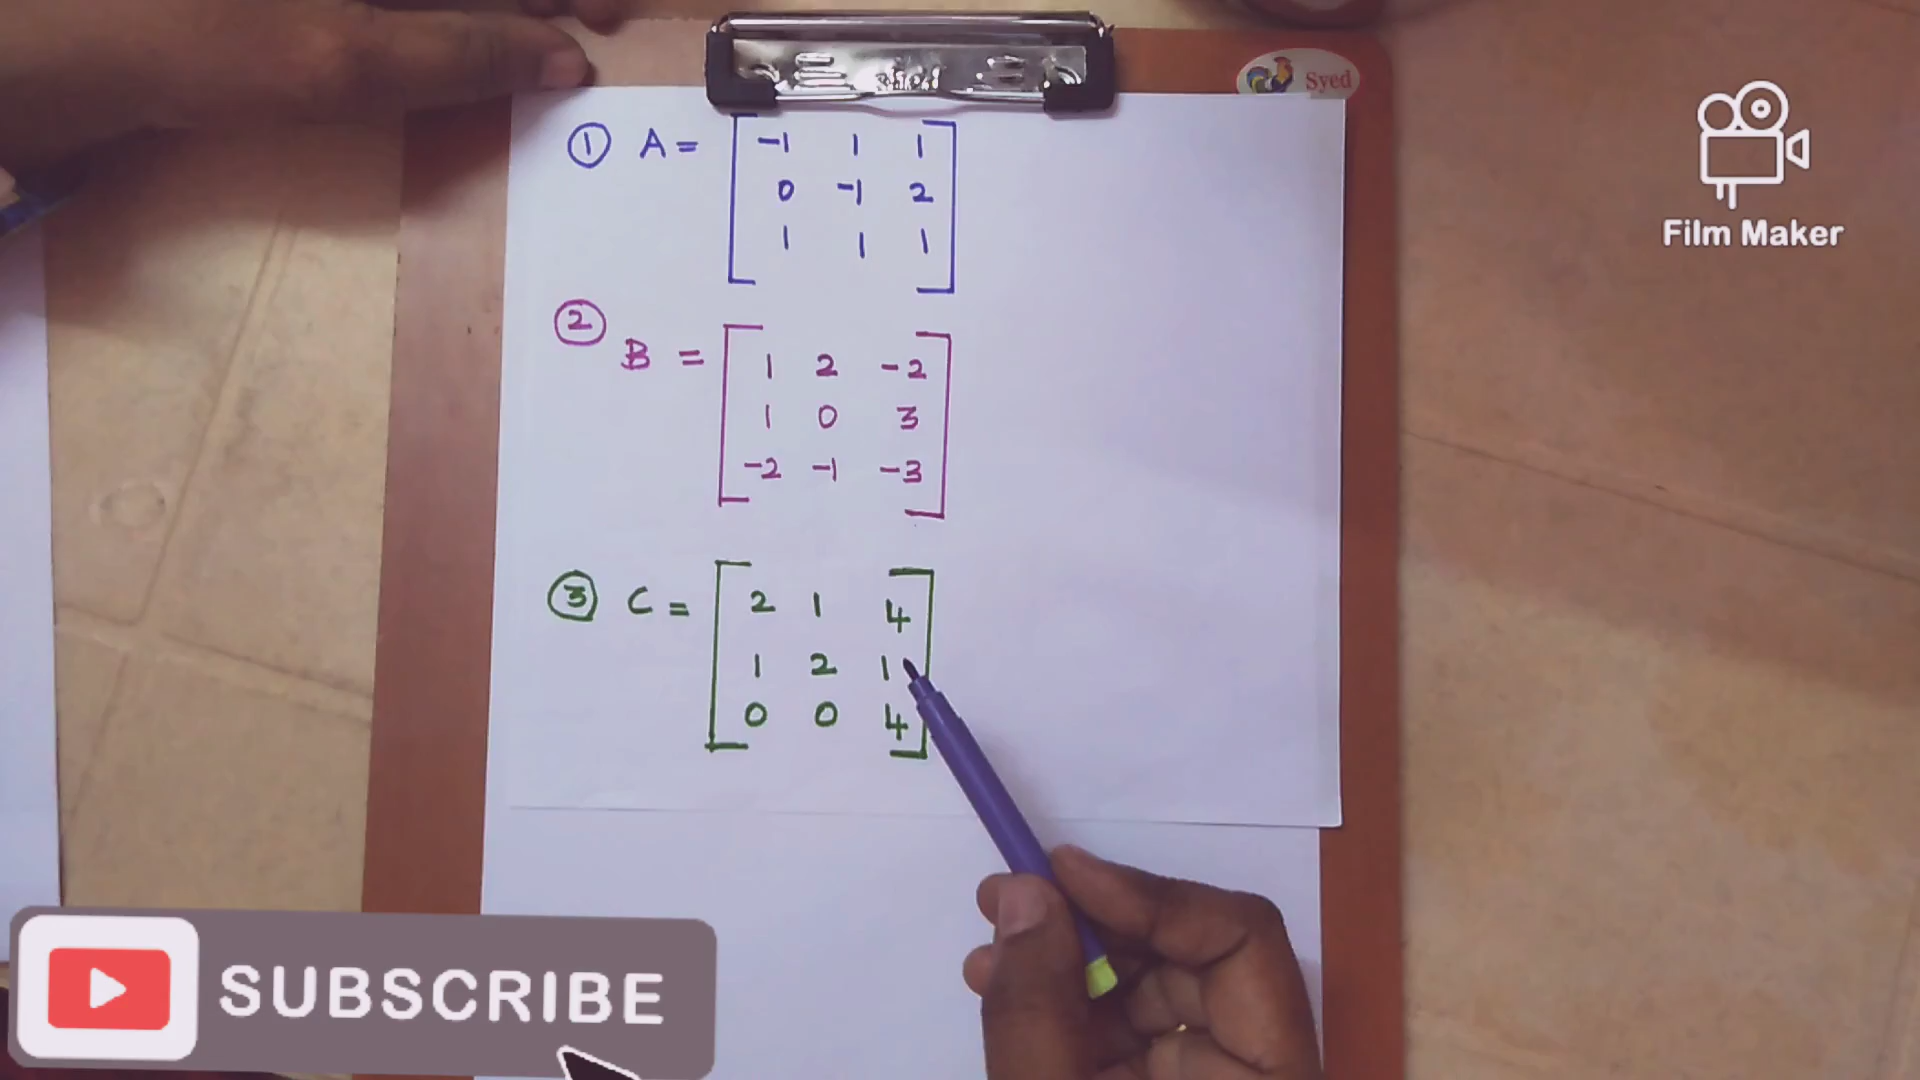 Syed
① A = [ -1 1 1
0 -1 2
1 1 1 ]
② B = [ 1 2 -2
1 0 3
-2 -1 -3 ]
③ C = [ 2 1 4
1 2 1
0 0 4 ]
Film Maker
SUBSCRIBE